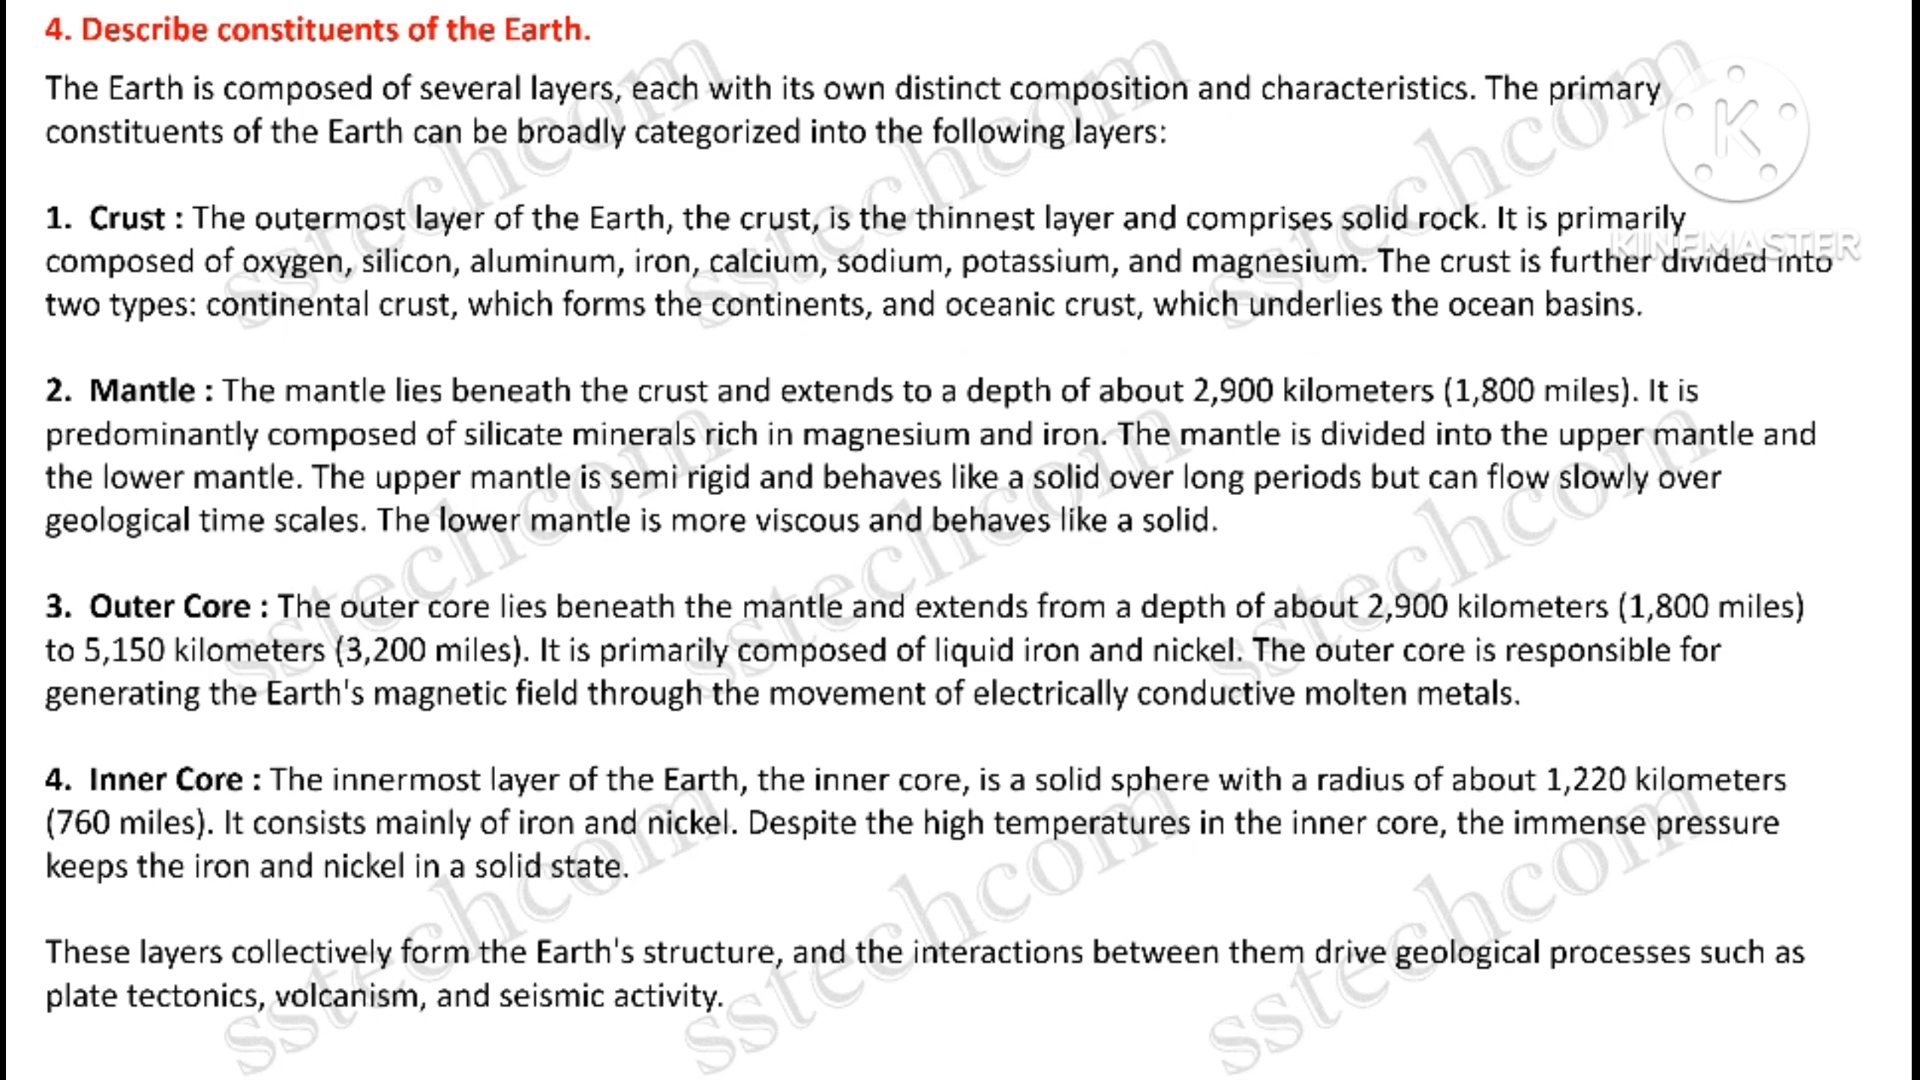 4. Describe constituents of the Earth.
The Earth is composed of several layers, each with its own distinct composition and characteristics. The primary
constituents of the Earth can be broadly categorized into the following layers:
1. Crust : The outermost layer of the Earth, the crust, is the thinnest layer and comprises solid rock. It is primarily
composed of oxygen, silicon, aluminum, iron, calcium, sodium, potassium, and magnesium. The crust is further divided into
two types: continental crust, which forms the continents, and oceanic crust, which underlies the ocean basins.
2. Mantle : The mantle lies beneath the crust and extends to a depth of about 2,900 kilometers (1,800 miles). It is
predominantly composed of silicate minerals rich in magnesium and iron. The mantle is divided into the upper mantle and
the lower mantle. The upper mantle is semi rigid and behaves like a solid over long periods but can flow slowly over
geological time scales. The lower mantle is more viscous and behaves like a solid.
3. Outer Core : The outer core lies beneath the mantle and extends from a depth of about 2,900 kilometers (1,800 miles)
to 5,150 kilometers (3,200 miles). It is primarily composed of liquid iron and nickel. The outer core is responsible for
generating the Earth's magnetic field through the movement of electrically conductive molten metals.
4. Inner Core : The innermost layer of the Earth, the inner core, is a solid sphere with a radius of about 1,220 kilometers
(760 miles). It consists mainly of iron and nickel. Despite the high temperatures in the inner core, the immense pressure
keeps the iron and nickel in a solid state.
These layers collectively form the Earth's structure, and the interactions between them drive geological processes such as
plate tectonics, volcanism, and seismic activity.
K
KINEMASTER
sstechcom
sstechcom
sstechcom
sstechcom
sstechcom
sstechcom
sstechcom
sstechcom
sstechcom